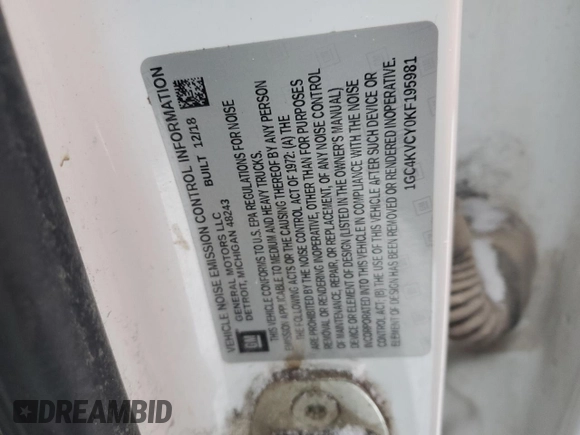 VEHICLE NOISE EMISSION CONTROL INFORMATION
GENERAL MOTORS LLC BUILT 12/18
DETROIT, MICHIGAN 48243
GM
THIS VEHICLE CONFORMS TO U.S. EPA REGULATIONS FOR NOISE
EMISSION APPLICABLE TO MEDIUM AND HEAVY TRUCKS.
THE FOLLOWING ACTS OR THE CAUSING THEREOF BY ANY PERSON
ARE PROHIBITED BY THE NOISE CONTROL ACT OF 1972: (A) THE
REMOVAL OR RENDERING INOPERATIVE, OTHER THAN FOR PURPOSES
OF MAINTENANCE, REPAIR, OR REPLACEMENT, OF ANY NOISE CONTROL
DEVICE OR ELEMENT OF DESIGN (LISTED IN THE OWNER'S MANUAL)
INCORPORATED INTO THIS VEHICLE IN COMPLIANCE WITH THE NOISE
CONTROL ACT: (B) THE USE OF THIS VEHICLE AFTER SUCH DEVICE OR
ELEMENT OF DESIGN HAS BEEN REMOVED OR RENDERED INOPERATIVE.
1GC4KVCY0KF195981
DREAMBID